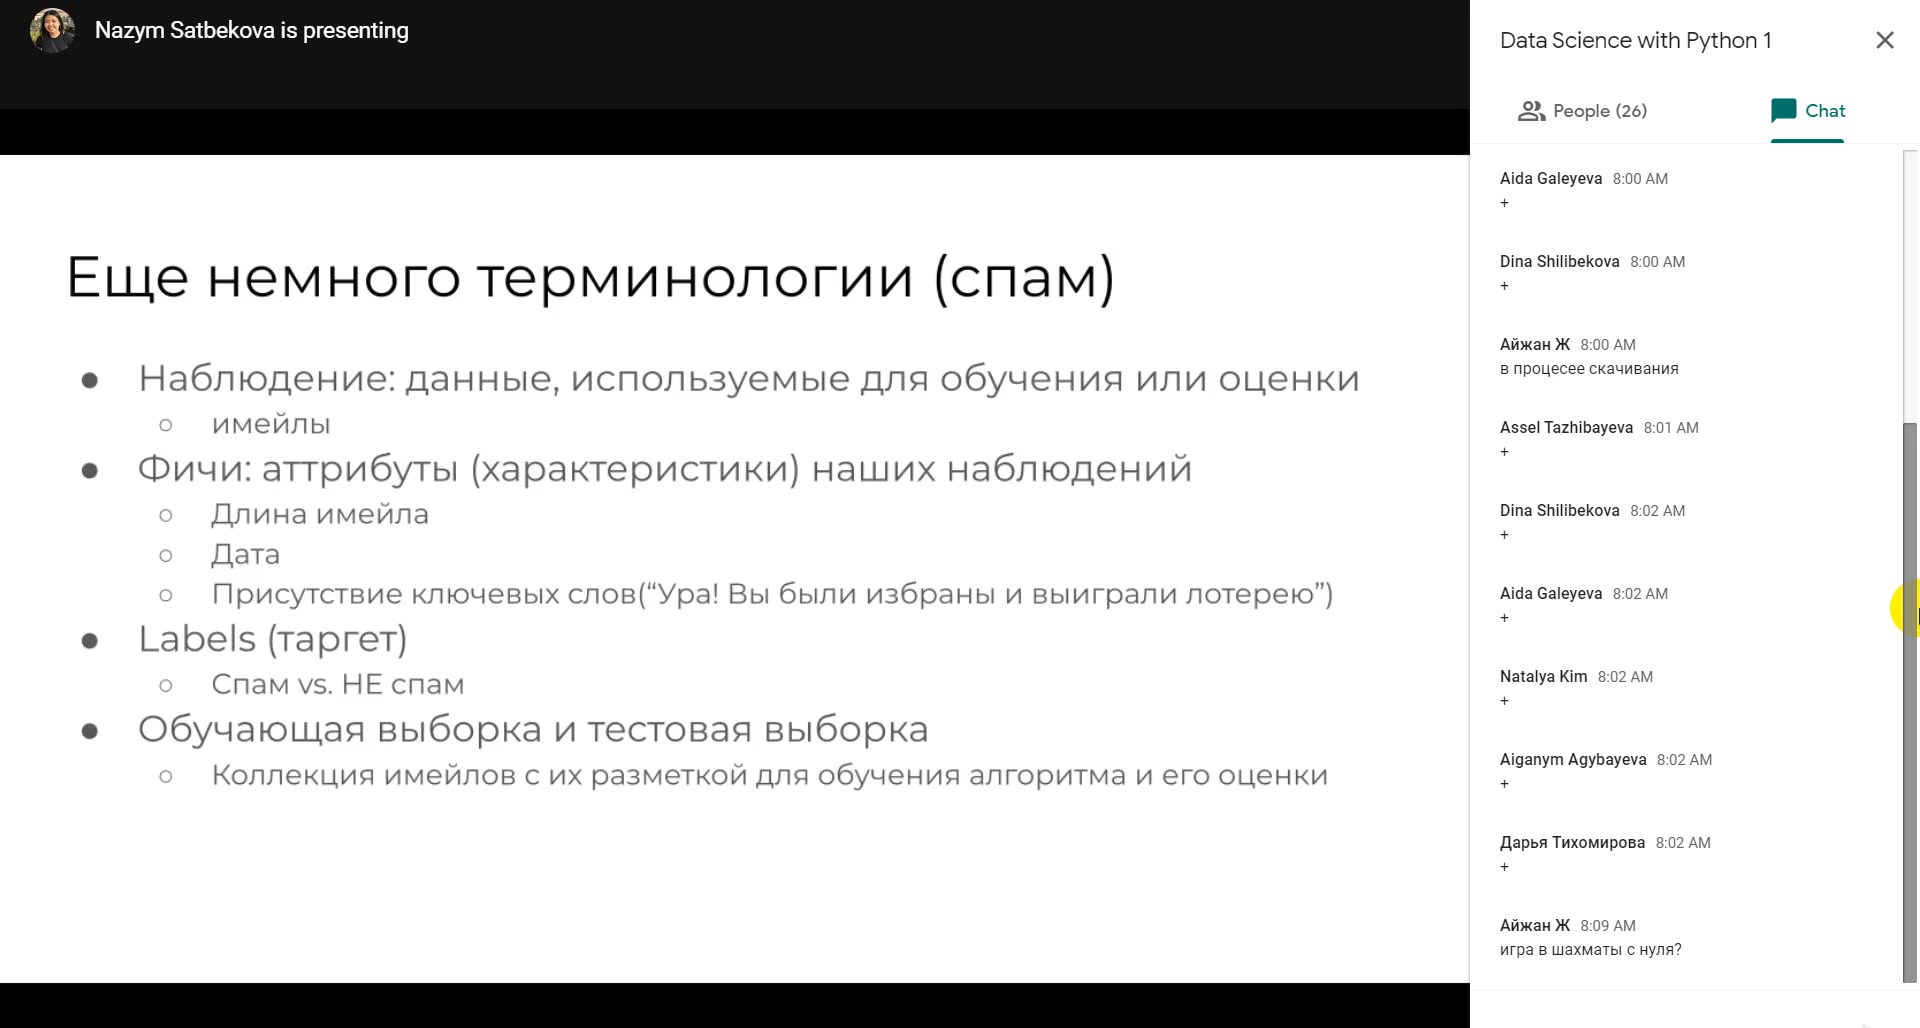 Nazym Satbekova is presenting
Еще немного терминологии (спам)
● Наблюдение: данные, используемые для обучения или оценки
○ имейлы
● Фичи: аттрибуты (характеристики) наших наблюдений
○ Длина имейла
○ Дата
○ Присутствие ключевых слов(“Ура! Вы были избраны и выиграли лотерею”)
● Labels (таргет)
○ Спам vs. НЕ спам
● Обучающая выборка и тестовая выборка
○ Коллекция имейлов с их разметкой для обучения алгоритма и его оценки
Data Science with Python 1
People (26)
Chat
Aida Galeyeva 8:00 AM
+
Dina Shilibekova 8:00 AM
+
Айжан Ж 8:00 AM
в процесее скачивания
Assel Tazhibayeva 8:01 AM
+
Dina Shilibekova 8:02 AM
+
Aida Galeyeva 8:02 AM
+
Natalya Kim 8:02 AM
+
Aiganym Agybayeva 8:02 AM
+
Дарья Тихомирова 8:02 AM
+
Айжан Ж 8:09 AM
игра в шахматы с нуля?